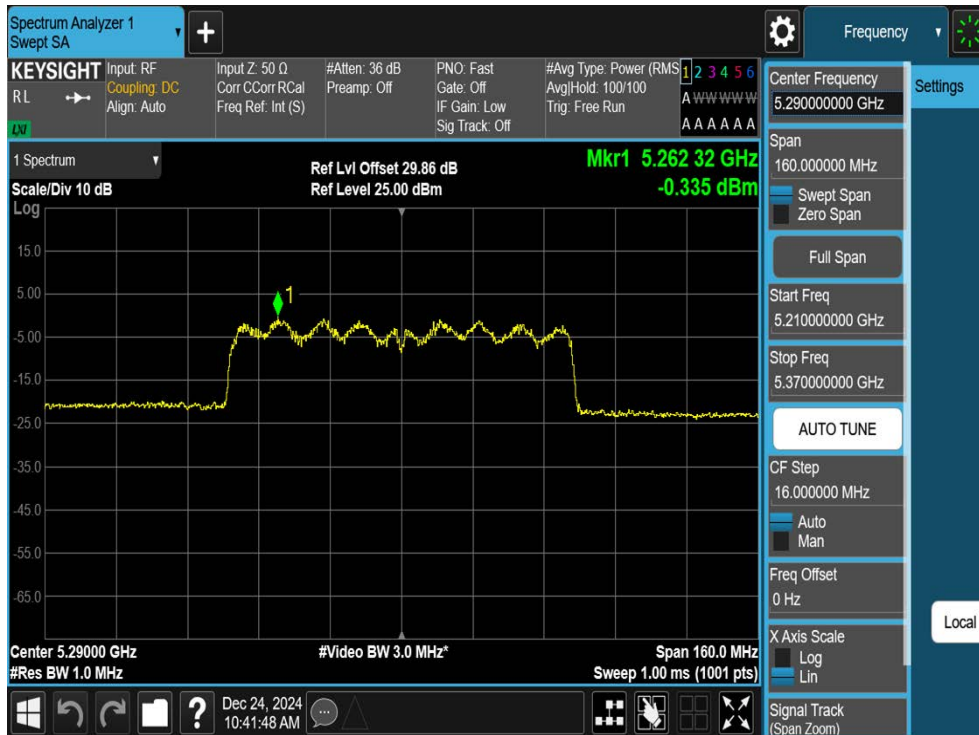 Spectrum Analyzer 1
Swept SA
+
Frequency
KEYSIGHT
R L
LXI
Input: RF
Coupling: DC
Align: Auto
Input Z: 50 Ω
Corr CCorr RCal
Freq Ref: Int (S)
#Atten: 36 dB
Preamp: Off
PNO: Fast
Gate: Off
IF Gain: Low
Sig Track: Off
#Avg Type: Power (RMS
Avg|Hold: 100/100
Trig: Free Run
1 2 3 4 5 6
A W W W W W
A A A A A A
1 Spectrum
Scale/Div 10 dB
Log
Ref Lvl Offset 29.86 dB
Ref Level 25.00 dBm
Mkr1 5.262 32 GHz
-0.335 dBm
15.0
5.00
-5.00
-15.0
-25.0
-35.0
-45.0
-55.0
-65.0
1
Center 5.29000 GHz
#Res BW 1.0 MHz
#Video BW 3.0 MHz*
Span 160.0 MHz
Sweep 1.00 ms (1001 pts)
?
Dec 24, 2024
10:41:48 AM
Center Frequency
5.290000000 GHz
Span
160.000000 MHz
Swept Span
Zero Span
Full Span
Start Freq
5.210000000 GHz
Stop Freq
5.370000000 GHz
AUTO TUNE
CF Step
16.000000 MHz
Auto
Man
Freq Offset
0 Hz
X Axis Scale
Log
Lin
Signal Track
(Span Zoom)
Settings
Local